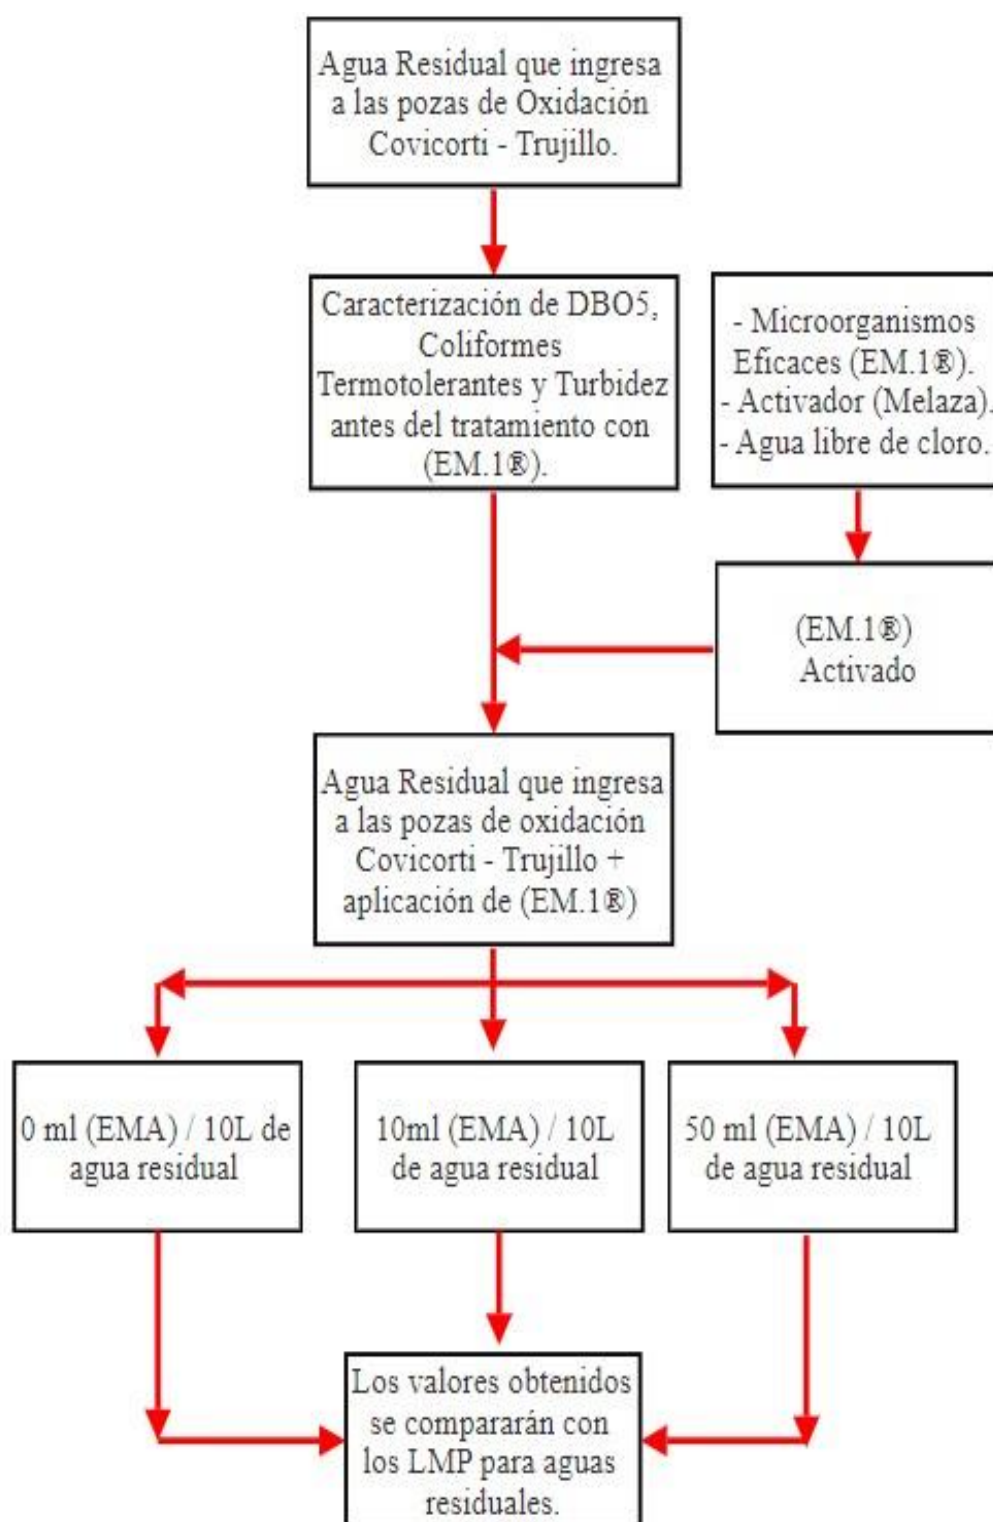 Agua Residual que ingresa
a las pozas de Oxidación
Covicorti - Trujillo.
Caracterización de DBO5,
Coliformes
Termotolerantes y Turbidez
antes del tratamiento con
(EM.1®).
- Microorganismos
Eficaces (EM.1®).
- Activador (Melaza).
- Agua libre de cloro.
(EM.1®)
Activado
Agua Residual que ingresa
a las pozas de oxidación
Covicorti - Trujillo +
aplicación de (EM.1®)
0 ml (EMA) / 10L de
agua residual
10ml (EMA) / 10L
de agua residual
50 ml (EMA) / 10L
de agua residual
Los valores obtenidos
se compararán con
los LMP para aguas
residuales.